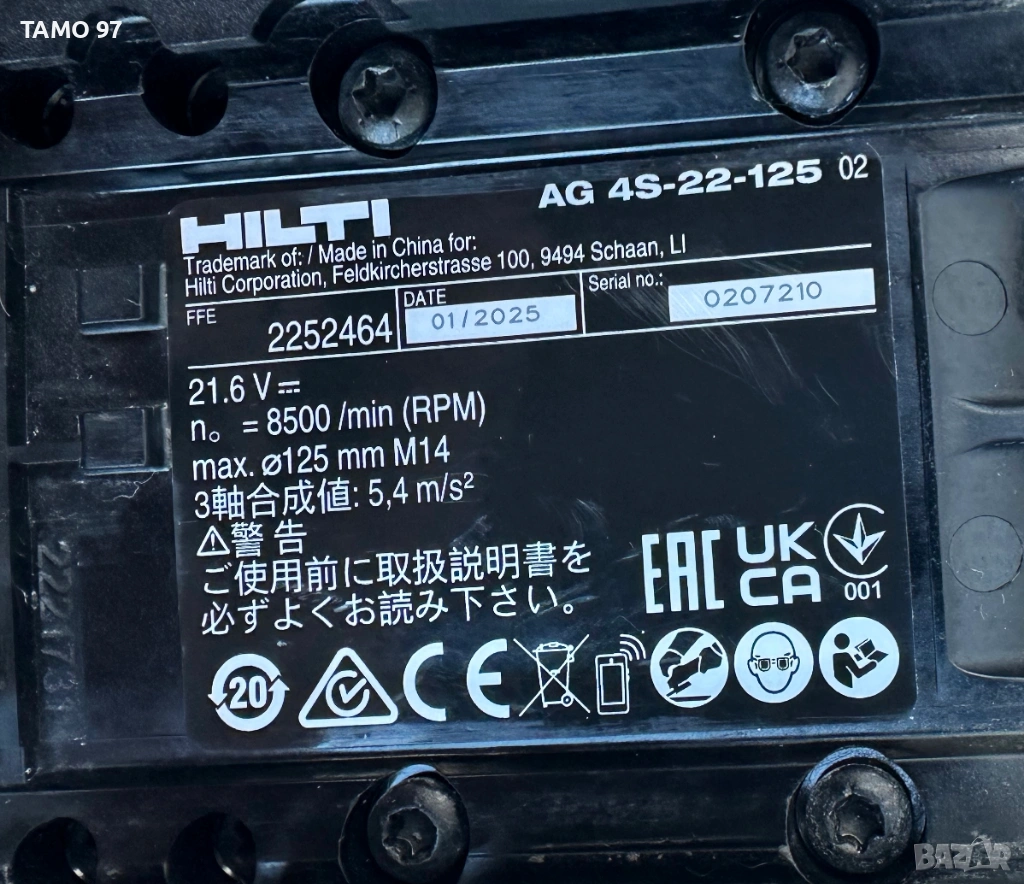 TAMO 97
HILTI
AG 4S-22-125 02
Trademark of: / Made in China for:
Hilti Corporation, Feldkircherstrasse 100, 9494 Schaan, LI
FFE 2252464
DATE 01/2025
Serial no.: 0207210
21.6 V ⎓
n₀ = 8500 /min (RPM)
max. ⌀125 mm M14
3軸合成値: 5,4 m/s²
⚠警告
ご使用前に取扱説明書を
必ずよくお読み下さい。
EAC
UK
CA
001
20
CE
BAZAR